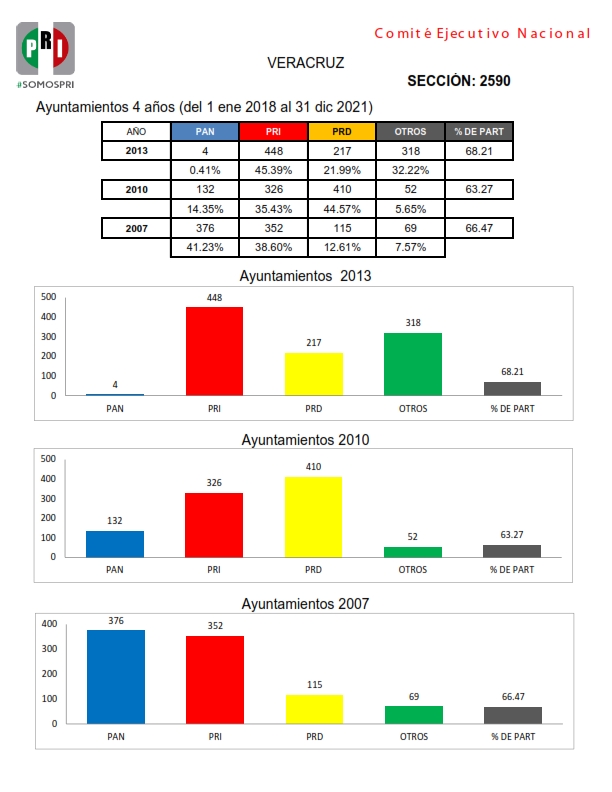 Comité Ejecutivo Nacional
PRI
#SOMOSPRI
VERACRUZ
SECCIÓN: 2590
Ayuntamientos 4 años (del 1 ene 2018 al 31 dic 2021)
AÑO PAN PRI PRD OTROS % DE PART
2013 4 448 217 318 68.21
0.41% 45.39% 21.99% 32.22%
2010 132 326 410 52 63.27
14.35% 35.43% 44.57% 5.65%
2007 376 352 115 69 66.47
41.23% 38.60% 12.61% 7.57%
Ayuntamientos 2013
500
400
300
200
100
0
4 448 217 318 68.21
PAN PRI PRD OTROS % DE PART
Ayuntamientos 2010
500
400
300
200
100
0
132 326 410 52 63.27
PAN PRI PRD OTROS % DE PART
Ayuntamientos 2007
400
300
200
100
0
376 352 115 69 66.47
PAN PRI PRD OTROS % DE PART